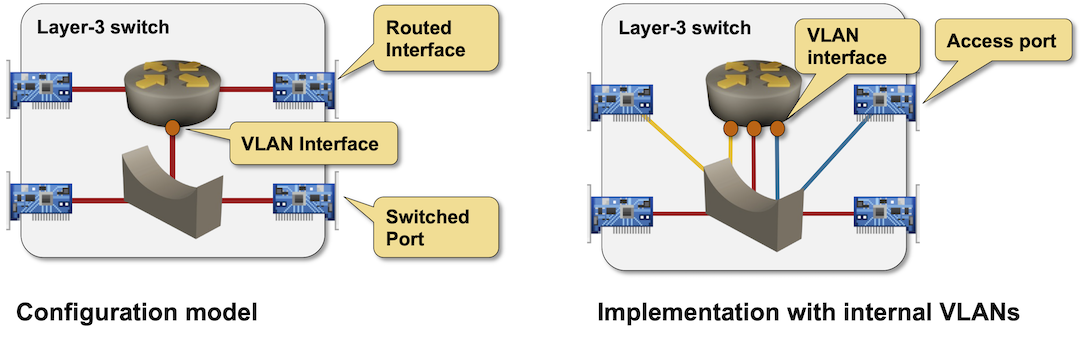 Layer-3 switch
Routed
Interface
VLAN Interface
Switched
Port
Configuration model
Layer-3 switch
VLAN
interface
Access port
Implementation with internal VLANs